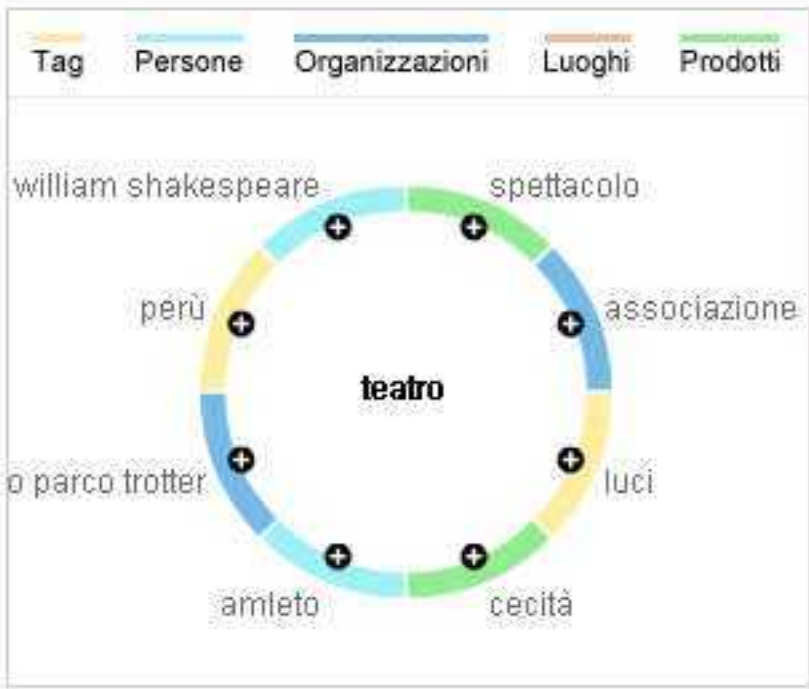 Tag Persone Organizzazioni Luoghi Prodotti
william shakespeare spettacolo
perù associazione
teatro
o parco trotter luci
amleto cecità